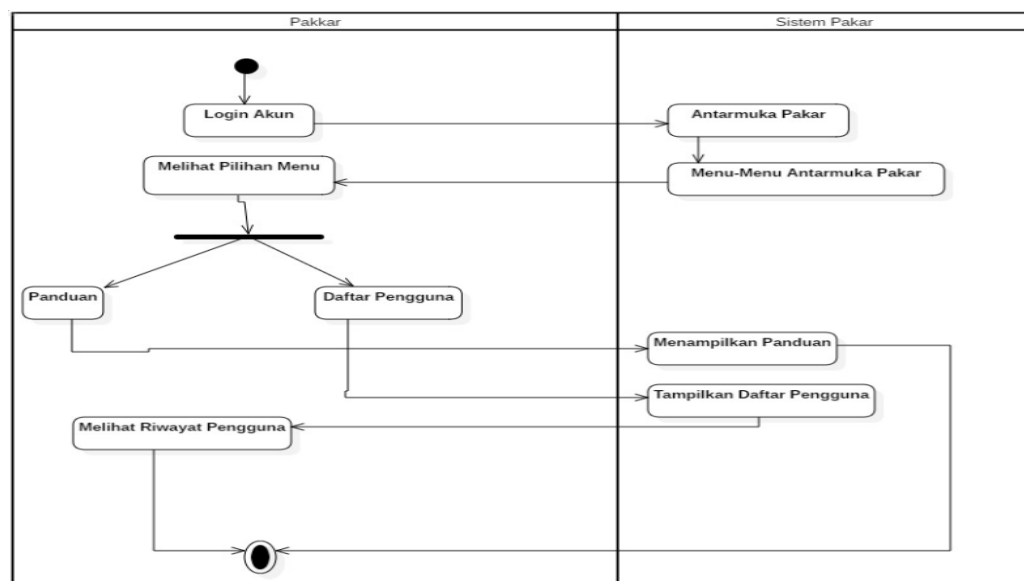 Pakkar
Sistem Pakar
Login Akun
Antarmuka Pakar
Melihat Pilihan Menu
Menu-Menu Antarmuka Pakar
Panduan
Daftar Pengguna
Menampilkan Panduan
Tampilkan Daftar Pengguna
Melihat Riwayat Pengguna